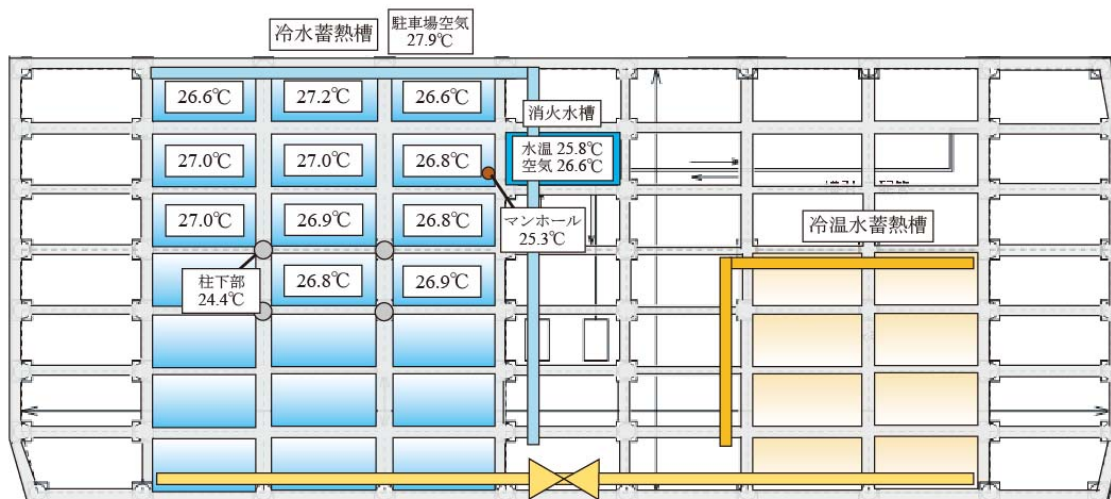 冷水蓄熱槽
駐車場空気
27.9℃
26.6℃
27.2℃
26.6℃
消火水槽
27.0℃
27.0℃
26.8℃
水温 25.8℃
空気 26.6℃
27.0℃
26.9℃
26.8℃
マンホール
25.3℃
冷温水蓄熱槽
柱下部
24.4℃
26.8℃
26.9℃